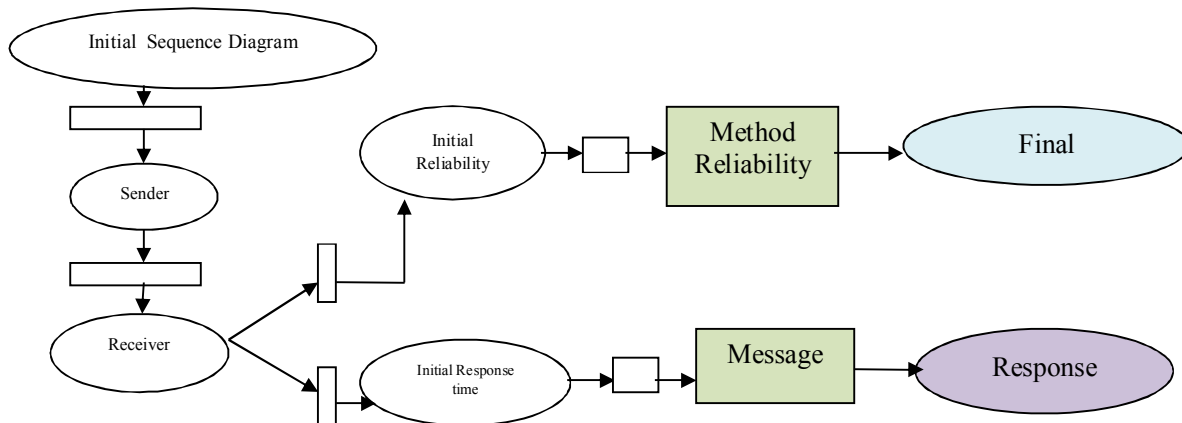 Initial Sequence Diagram
Sender
Receiver
Initial
Reliability
Method
Reliability
Final
Initial Response
time
Message
Response